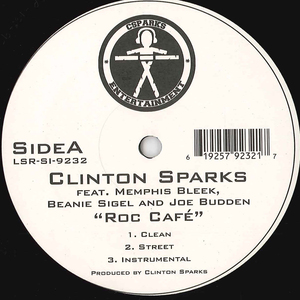 CSPARKS
ENTERTAINMENT
SIDE A
LSR-SI-9232
6 19257 92321 7
CLINTON SPARKS
FEAT. MEMPHIS BLEEK,
BEANIE SIGEL AND JOE BUDDEN
“ROC CAFÉ”
1. CLEAN
2. STREET
3. INSTRUMENTAL
PRODUCED BY CLINTON SPARKS